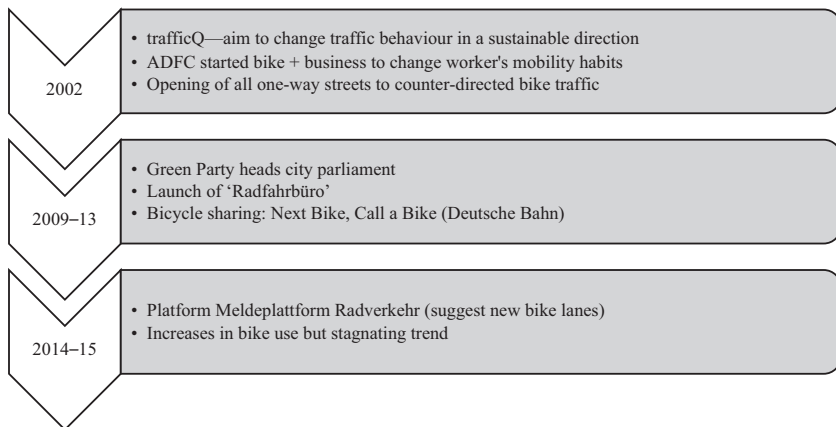 2002
• trafficQ—aim to change traffic behaviour in a sustainable direction
• ADFC started bike + business to change worker's mobility habits
• Opening of all one-way streets to counter-directed bike traffic
2009–13
• Green Party heads city parliament
• Launch of ‘Radfahrbüro’
• Bicycle sharing: Next Bike, Call a Bike (Deutsche Bahn)
2014–15
• Platform Meldeplattform Radverkehr (suggest new bike lanes)
• Increases in bike use but stagnating trend